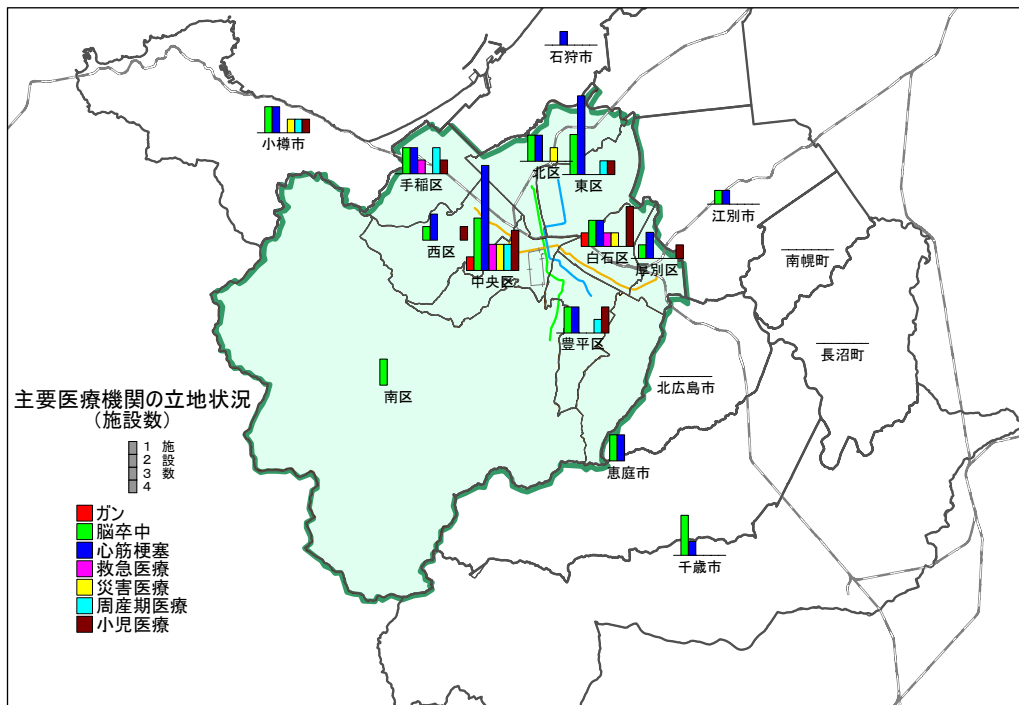 石狩市
小樽市
手稲区
北区
東区
江別市
西区
白石区
厚別区
南幌町
中央区
豊平区
長沼町
北広島市
南区
主要医療機関の立地状況
(施設数)
1 施
2 設
3 数
4
恵庭市
千歳市
ガン
脳卒中
心筋梗塞
救急医療
災害医療
周産期医療
小児医療